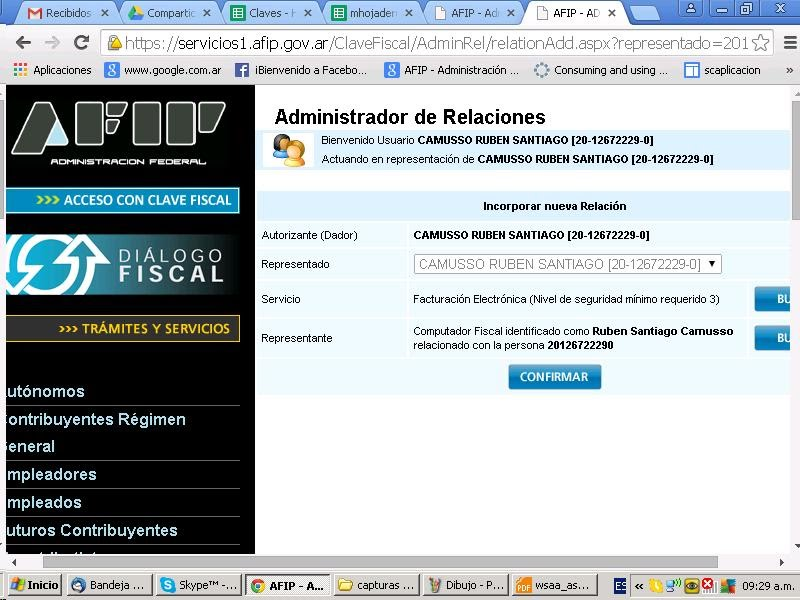 Recibidos
Comparti
Claves - H
mhojader
AFIP - Adr
AFIP - AD
https://servicios1.afip.gov.ar/ClaveFiscal/AdminRel/relationAdd.aspx?representado=201
Aplicaciones
www.google.com.ar
¡Bienvenido a Facebo...
AFIP - Administración ...
Consuming and using ...
scaplicacion
»
AFIP
ADMINISTRACION FEDERAL
>>> ACCESO CON CLAVE FISCAL
DIÁLOGO
FISCAL
>>> TRÁMITES Y SERVICIOS
utónomos
ontribuyentes Régimen
eneral
mpleadores
mpleados
uturos Contribuyentes
Administrador de Relaciones
Bienvenido Usuario CAMUSSO RUBEN SANTIAGO [20-12672229-0]
Actuando en representación de CAMUSSO RUBEN SANTIAGO [20-12672229-0]
Incorporar nueva Relación
Autorizante (Dador) CAMUSSO RUBEN SANTIAGO [20-12672229-0]
Representado CAMUSSO RUBEN SANTIAGO [20-12672229-0]
Servicio Facturación Electrónica (Nivel de seguridad mínimo requerido 3) BU
Representante Computador Fiscal identificado como Ruben Santiago Camusso
relacionado con la persona 20126722290 BU
CONFIRMAR
Inicio
Bandeja ...
Skype™ -...
AFIP - A...
capturas ...
Dibujo - P...
wsaa_as...
ES
«
09:29 a.m.